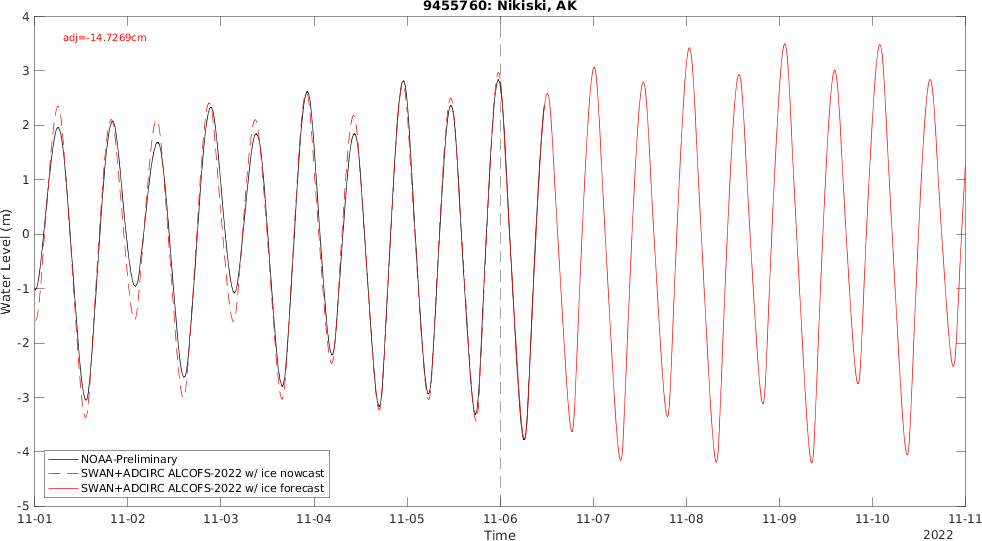 9455760: Nikiski, AK
adj=-14.7269cm
4
3
2
1
0
-1
-2
-3
-4
-5
Water Level (m)
NOAA-Preliminary
SWAN+ADCIRC ALCOFS-2022 w/ ice nowcast
SWAN+ADCIRC ALCOFS-2022 w/ ice forecast
11-01 11-02 11-03 11-04 11-05 11-06 11-07 11-08 11-09 11-10 11-11
Time
2022